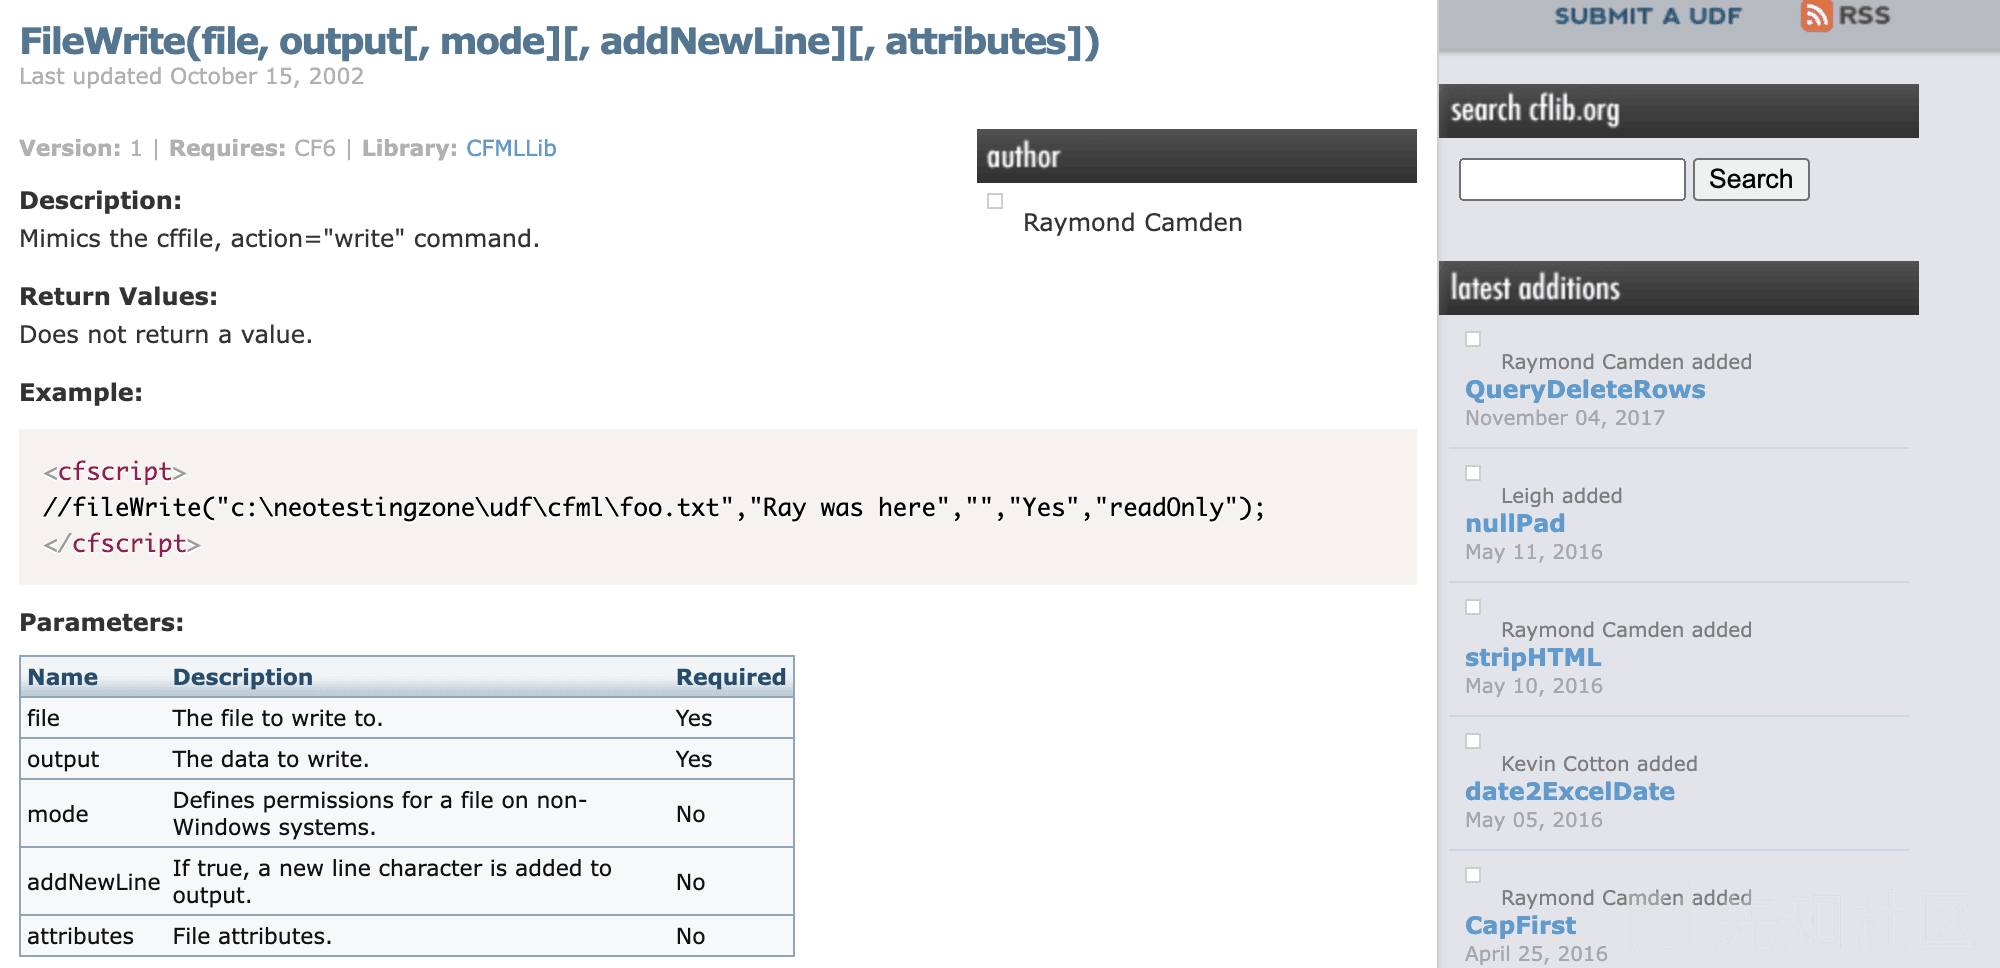 FileWrite(file, output[, mode][, addNewLine][, attributes])
Last updated October 15, 2002
Version: 1 | Requires: CF6 | Library: CFMLLib
Description:
Mimics the cffile, action="write" command.
Return Values:
Does not return a value.
Example:
<cfscript>
//fileWrite("c:\neotestingzone\udf\cfml\foo.txt","Ray was here","","Yes","readOnly");
</cfscript>
Parameters:
Name Description Required
file The file to write to. Yes
output The data to write. Yes
mode Defines permissions for a file on non-
Windows systems. No
addNewLine If true, a new line character is added to
output. No
attributes File attributes. No
author
Raymond Camden
SUBMIT A UDF RSS
search cflib.org
Search
latest additions
Raymond Camden added
QueryDeleteRows
November 04, 2017
Leigh added
nullPad
May 11, 2016
Raymond Camden added
stripHTML
May 10, 2016
Kevin Cotton added
date2ExcelDate
May 05, 2016
Raymond Camden added
CapFirst
April 25, 2016